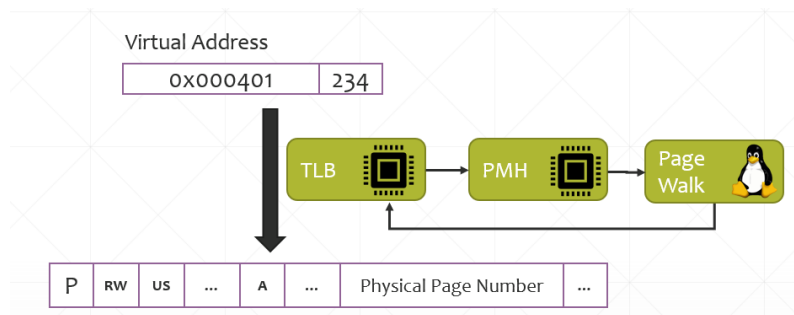 Virtual Address
0x000401 234
TLB
PMH
Page
Walk
P RW US ... A ... Physical Page Number ...